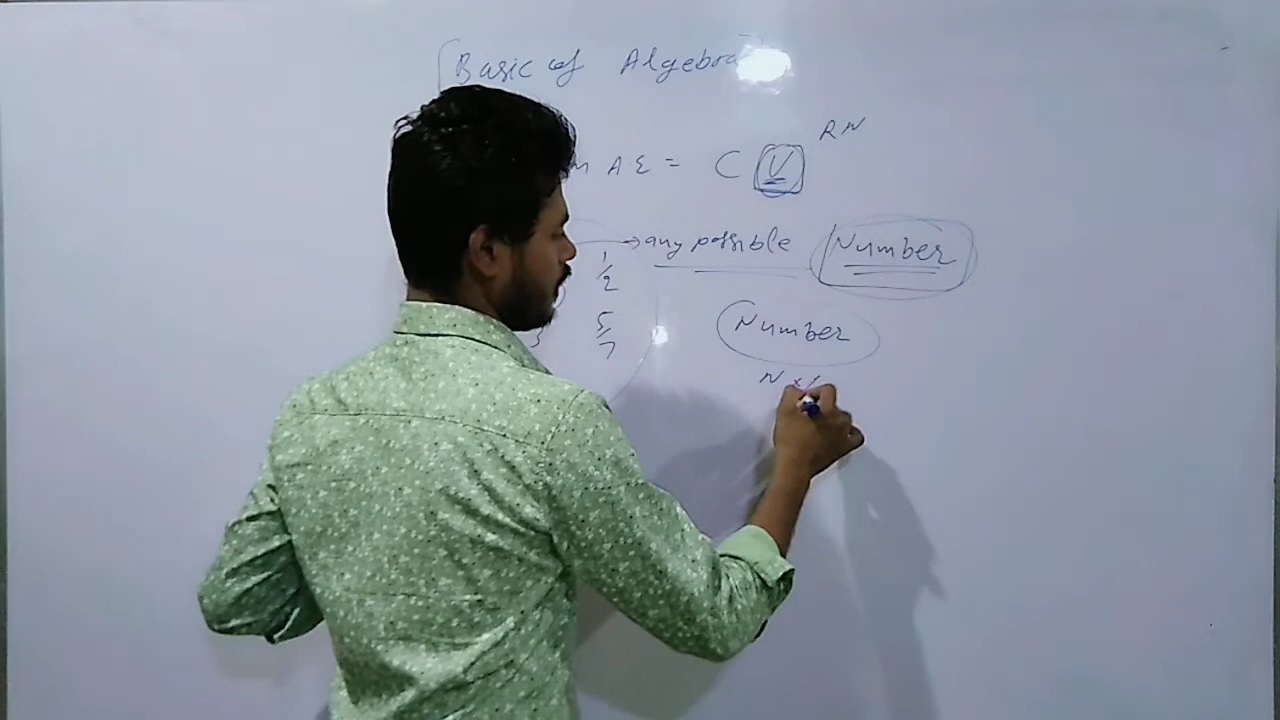 Basic of Algebra
RN
m A E = C V
any possible Number
1/2
5/7
Number
N